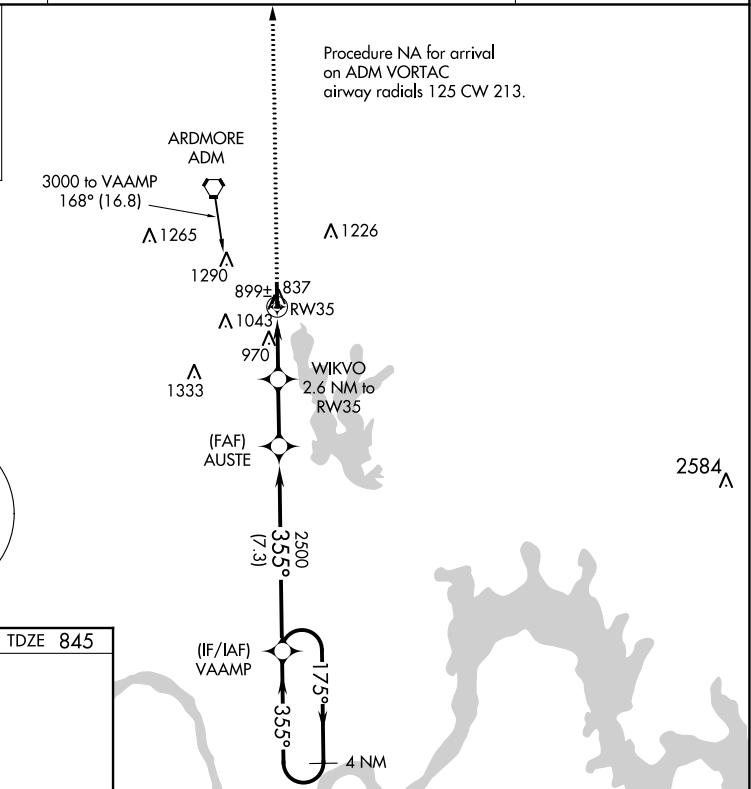 Procedure NA for arrival
on ADM VORTAC
airway radials 125 CW 213.
ARDMORE
ADM
3000 to VAAMP
168° (16.8)
1265
1226
1290
899±
837
RW35
1043
970
WIKVO
2.6 NM to
RW35
1333
(FAF)
AUSTE
2584
2500
355°
(7.3)
TDZE 845
(IF/IAF)
VAAMP
175°
355°
4 NM